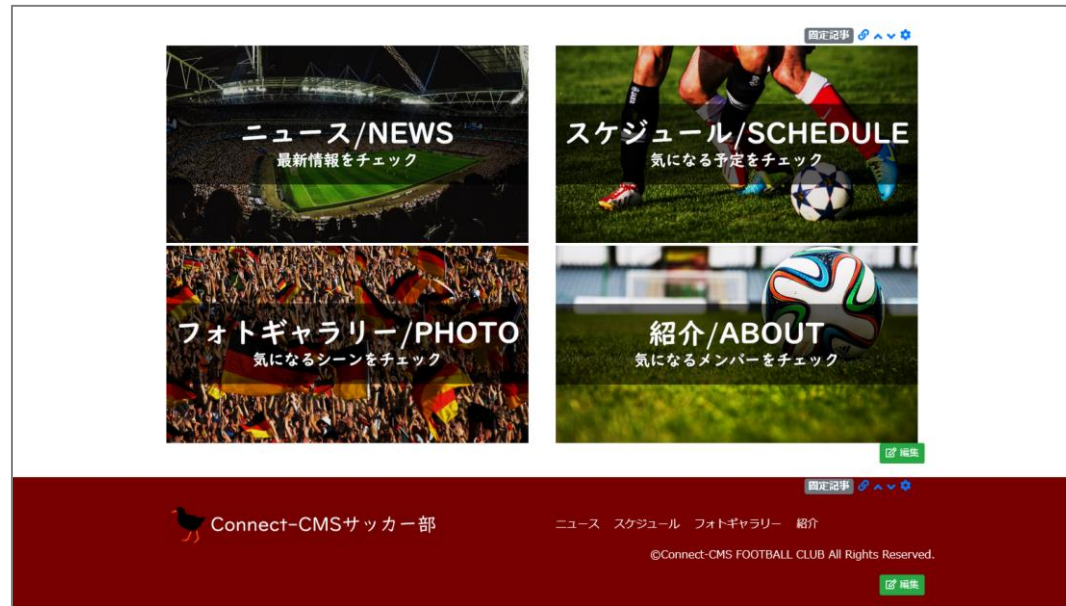 固定記事
ニュース/NEWS
最新情報をチェック
スケジュール/SCHEDULE
気になる予定をチェック
フォトギャラリー/PHOTO
気になるシーンをチェック
紹介/ABOUT
気になるメンバーをチェック
編集
固定記事
Connect-CMSサッカー部
ニュース スケジュール フォトギャラリー 紹介
©Connect-CMS FOOTBALL CLUB All Rights Reserved.
編集